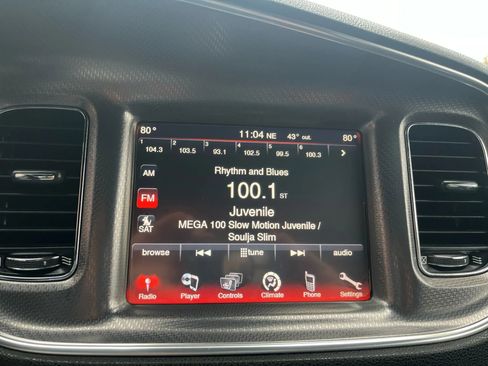 80° 11:04 NE 43° out. 80°
1 2 3 4 5 6
104.3 103.5 93.1 102.5 99.5 100.3
AM
Rhythm and Blues
FM
100.1 ST
Juvenile
SAT
MEGA 100 Slow Motion Juvenile /
Soulja Slim
browse tune audio
Radio Player Controls Climate Phone Settings